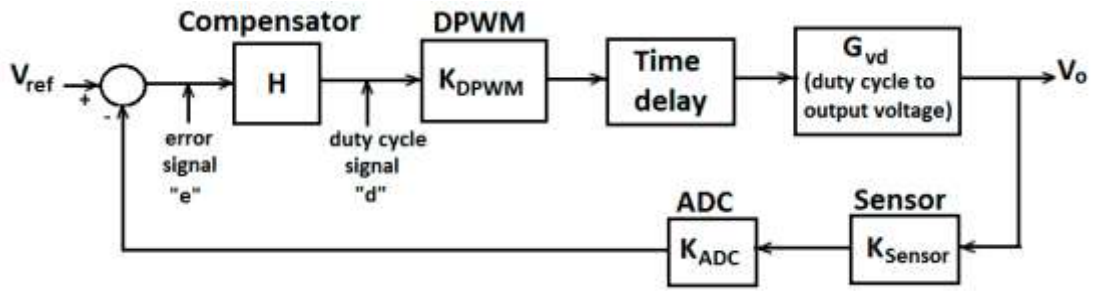 Compensator
DPWM
V_ref
+
-
H
K_DPWM
Time
delay
G_vd
(duty cycle to
output voltage)
V_o
error
signal
"e"
duty cycle
signal
"d"
ADC
Sensor
K_ADC
K_Sensor